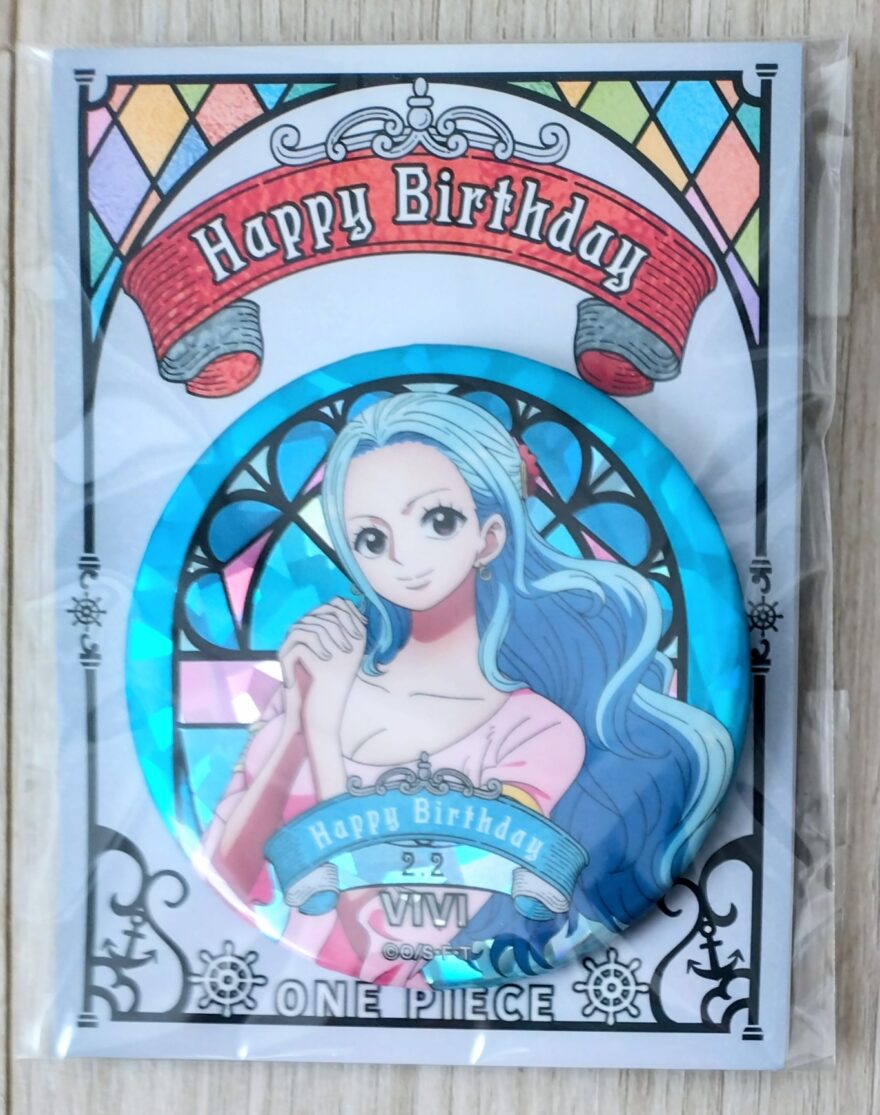 Happy Birthday
Happy Birthday
2.2
VIVI
©O/S・F・T
ONE PIECE